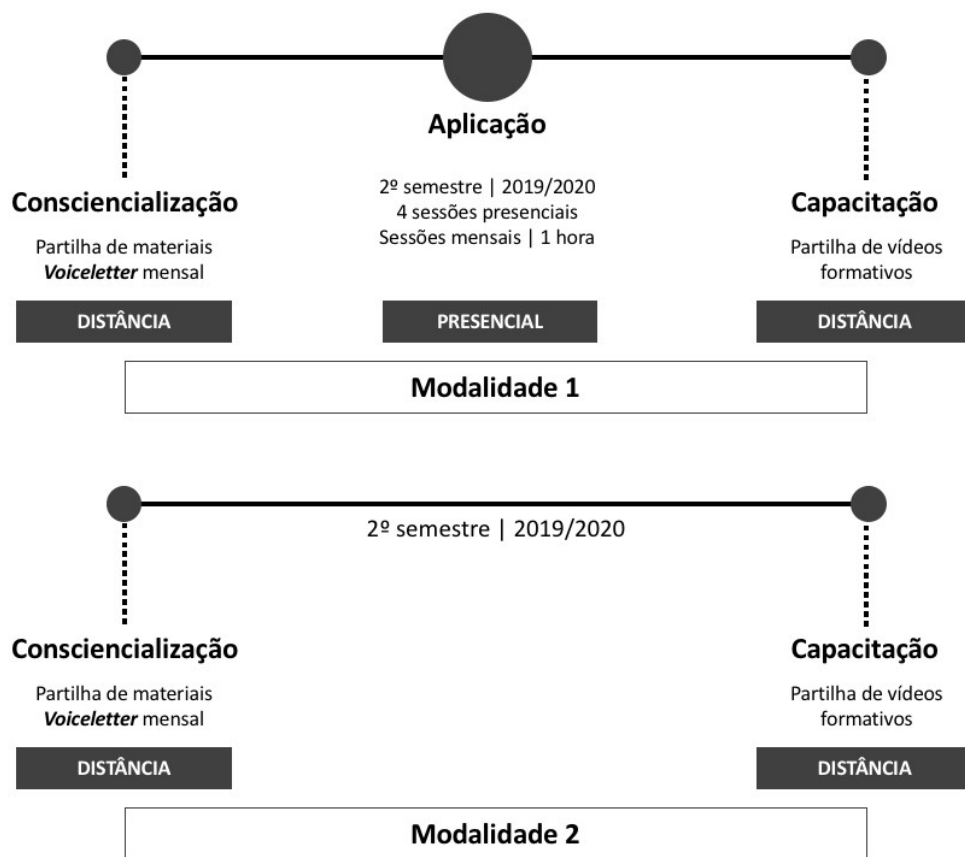 Aplicação
2º semestre | 2019/2020
4 sessões presenciais
Sessões mensais | 1 hora
PRESENCIAL
Consciencialização
Partilha de materiais
Voiceletter mensal
DISTÂNCIA
Capacitação
Partilha de vídeos
formativos
DISTÂNCIA
Modalidade 1
2º semestre | 2019/2020
Consciencialização
Partilha de materiais
Voiceletter mensal
DISTÂNCIA
Capacitação
Partilha de vídeos
formativos
DISTÂNCIA
Modalidade 2